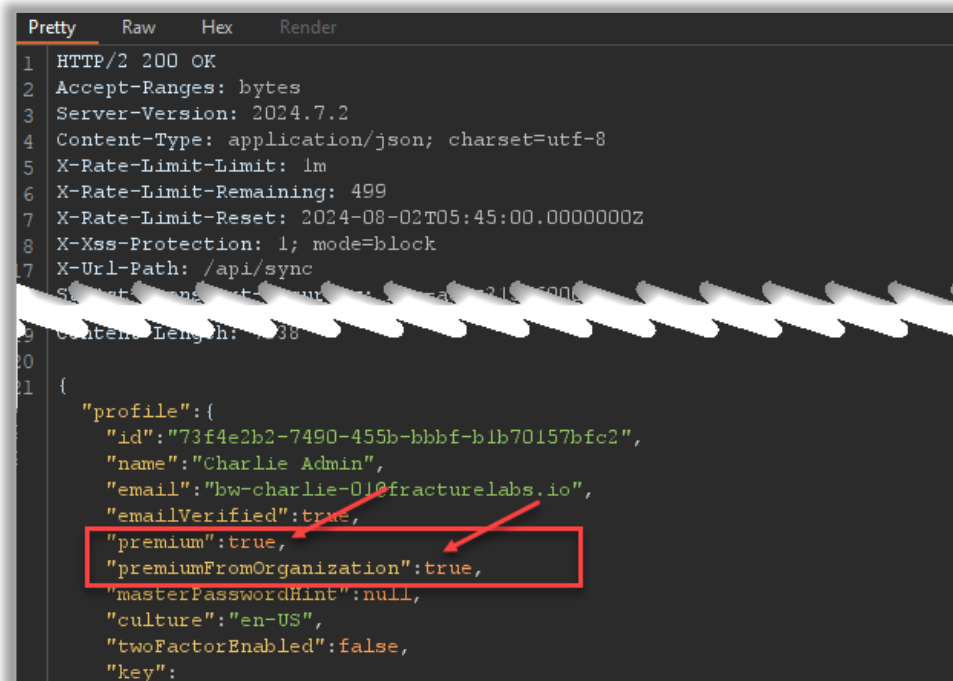 Pretty Raw Hex Render
1 HTTP/2 200 OK
2 Accept-Ranges: bytes
3 Server-Version: 2024.7.2
4 Content-Type: application/json; charset=utf-8
5 X-Rate-Limit-Limit: 1m
6 X-Rate-Limit-Remaining: 499
7 X-Rate-Limit-Reset: 2024-08-02T05:45:00.0000000Z
8 X-Xss-Protection: 1; mode=block
17 X-Url-Path: /api/sync
Content-Length:
20
21 {
"profile":{
"id":"73f4e2b2-7490-455b-bbbf-b1b70157bfc2",
"name":"Charlie Admin",
"email":"bw-charlie-01@fracturelabs.io",
"emailVerified":true,
"premium":true,
"premiumFromOrganization":true,
"masterPasswordHint":null,
"culture":"en-US",
"twoFactorEnabled":false,
"key":